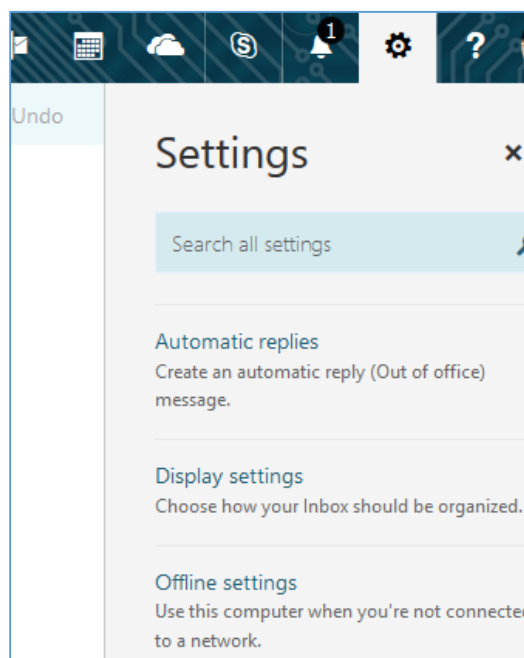 1
Undo
Settings
Search all settings
Automatic replies
Create an automatic reply (Out of office)
message.
Display settings
Choose how your Inbox should be organized.
Offline settings
Use this computer when you're not connected
to a network.